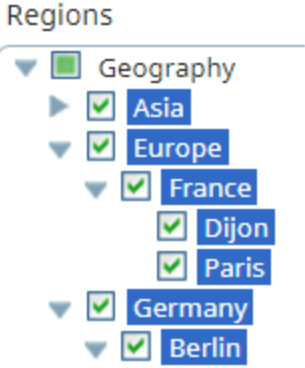 Regions
Geography
Asia
Europe
France
Dijon
Paris
Germany
Berlin